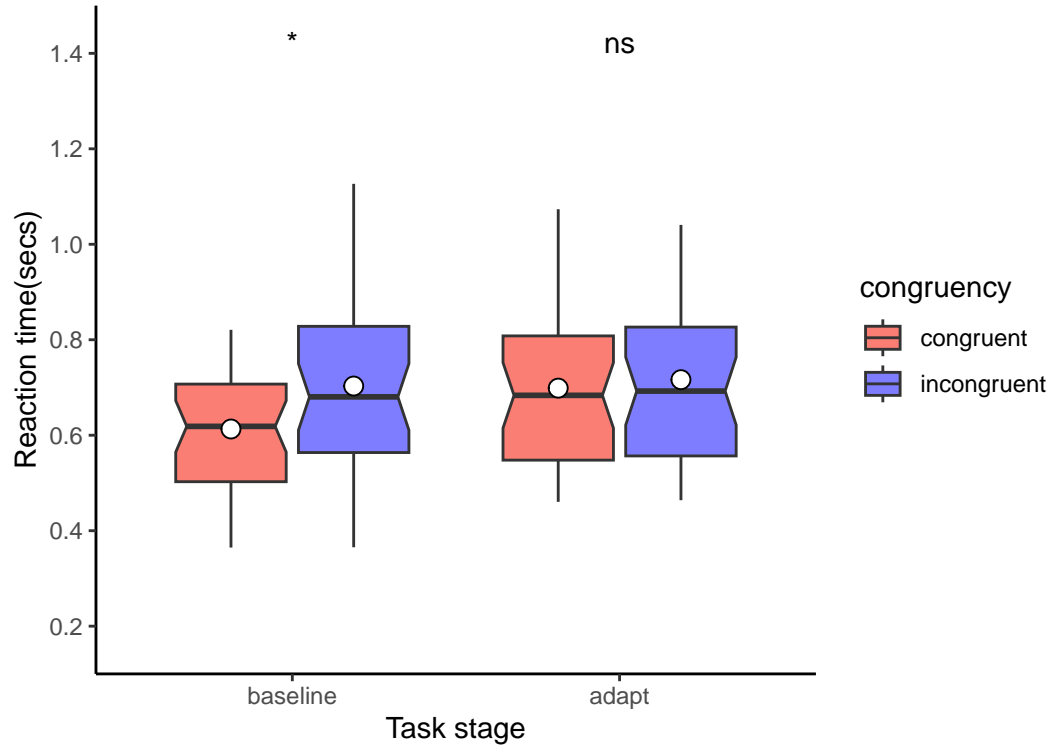 * ns
1.4
1.2
1.0
0.8
0.6
0.4
0.2
Reaction time(secs)
baseline adapt
Task stage
congruency
congruent
incongruent